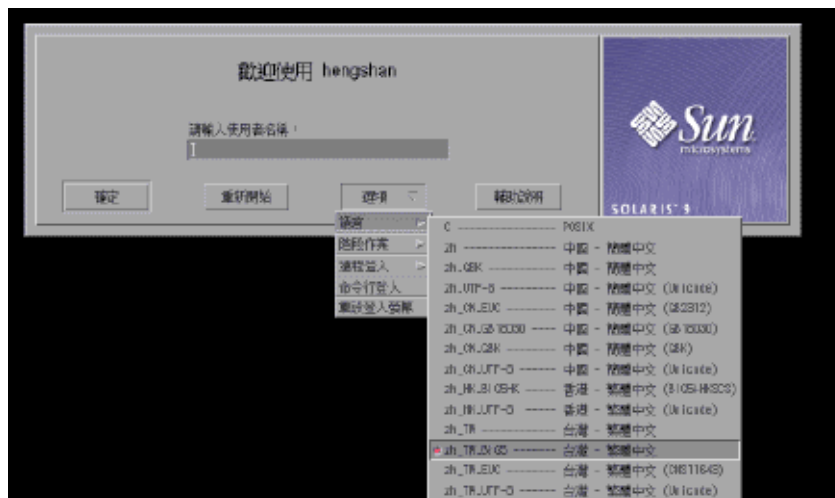 歡迎使用 hengshan
請輸入使用者名稱：
Sun
microsystems
SOLARIS 9
確定
重新開始
選項
輔助說明
語言
階段作業
遠程登入
命令行登入
重設登入螢幕
C ---------------- POSIX
zh --------------- 中國 - 簡體中文
zh.GBK ----------- 中國 - 簡體中文
zh.UTF-8 --------- 中國 - 簡體中文 (Unicode)
zh_CN.EUC -------- 中國 - 簡體中文 (GB2312)
zh_CN.GB18030 ---- 中國 - 簡體中文 (GB18030)
zh_CN.GBK -------- 中國 - 簡體中文 (GBK)
zh_CN.UTF-8 ------ 中國 - 簡體中文 (Unicode)
zh_HK.BIG5HK ----- 香港 - 繁體中文 (BIG5+HKSCS)
zh_HK.UTF-8 ------ 香港 - 繁體中文 (Unicode)
zh_TW ------------ 台灣 - 繁體中文
zh_TW.BIG5 ------- 台灣 - 繁體中文
zh_TW.EUC -------- 台灣 - 繁體中文 (CNS11643)
zh_TW.UTF-8 ------ 台灣 - 繁體中文 (Unicode)